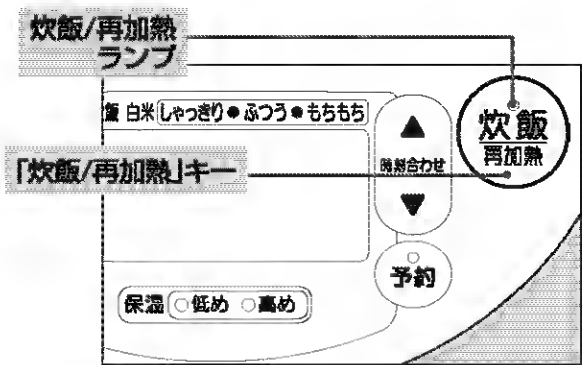 炊飯/再加熱
ランプ
飯 白米 しゃっきり●ふつう●もちもち
炊飯
再加熱
「炊飯/再加熱」キー
時刻合わせ
予約
保温 低め 高め